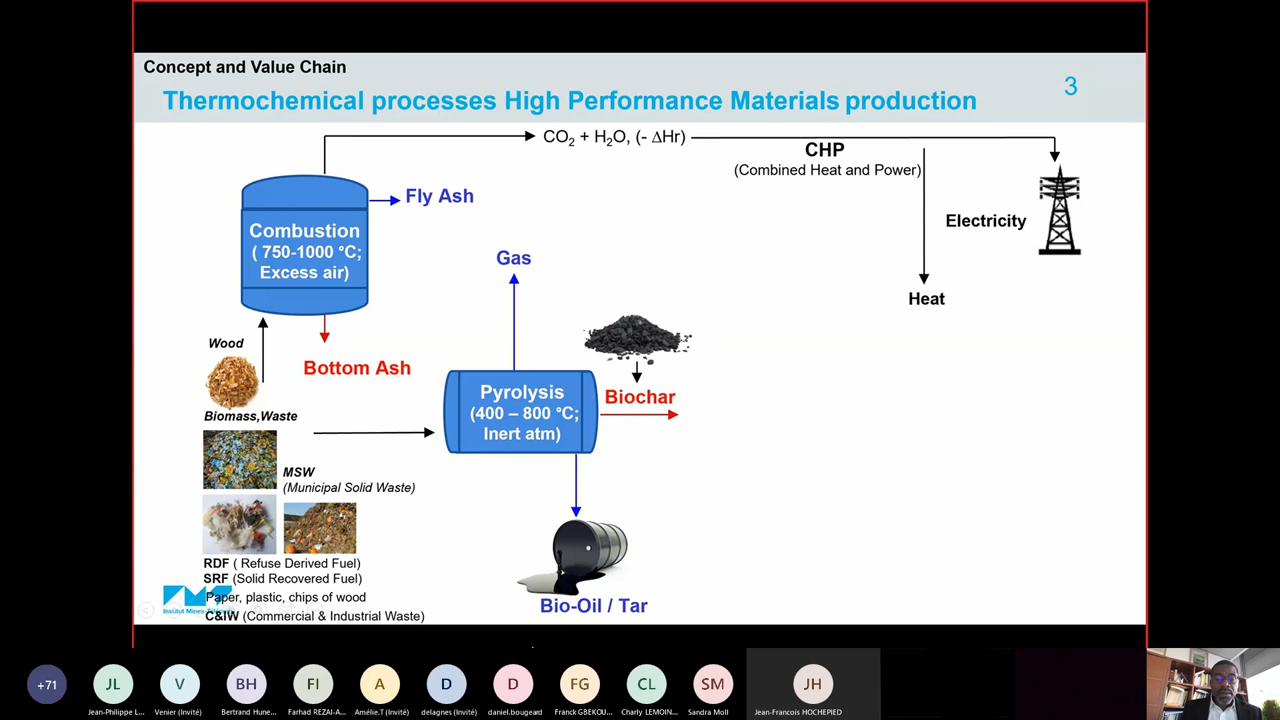 Concept and Value Chain
Thermochemical processes High Performance Materials production
3
CO₂ + H₂O, (- ΔHr)
CHP
(Combined Heat and Power)
Fly Ash
Combustion
( 750-1000 °C;
Excess air)
Electricity
Gas
Heat
Wood
Bottom Ash
Pyrolysis
(400 – 800 °C;
Inert atm)
Biochar
Biomass,Waste
MSW
(Municipal Solid Waste)
RDF ( Refuse Derived Fuel)
SRF (Solid Recovered Fuel)
Paper, plastic, chips of wood
C&IW (Commercial & Industrial Waste)
Bio-Oil / Tar
+71
JL
V
BH
FI
A
D
D
FG
CL
SM
JH
Jean-Philippe L...
Venier (Invité)
Bertrand Hune...
Farhad REZAI-A...
Amélie.T (Invité)
delagnes (Invité)
daniel.bougeard
Franck GBEKOU...
Charly LEMOIN...
Sandra Moll
Jean-Francois HOCHEPIED